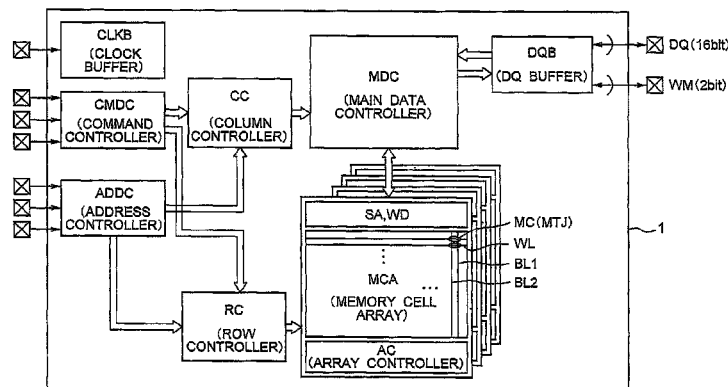 CLKB
(CLOCK
BUFFER)
CMDC
(COMMAND
CONTROLLER)
ADDC
(ADDRESS
CONTROLLER)
CC
(COLUMN
CONTROLLER)
RC
(ROW
CONTROLLER)
MDC
(MAIN DATA
CONTROLLER)
DQB
(DQ BUFFER)
DQ (16bit)
WM (2bit)
SA, WD
MC (MTJ)
WL
BL1
BL2
MCA
(MEMORY CELL
ARRAY)
AC
(ARRAY CONTROLLER)
1